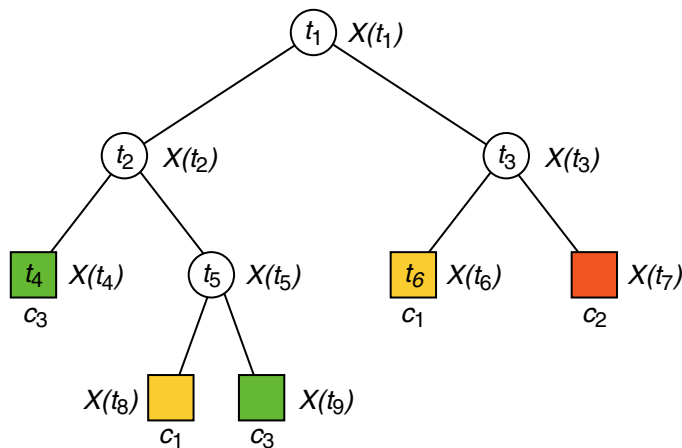 t1 X(t1)
t2 X(t2) t3 X(t3)
t4 X(t4) t5 X(t5) t6 X(t6) X(t7)
c3 c1 c2
X(t8) X(t9)
c1 c3